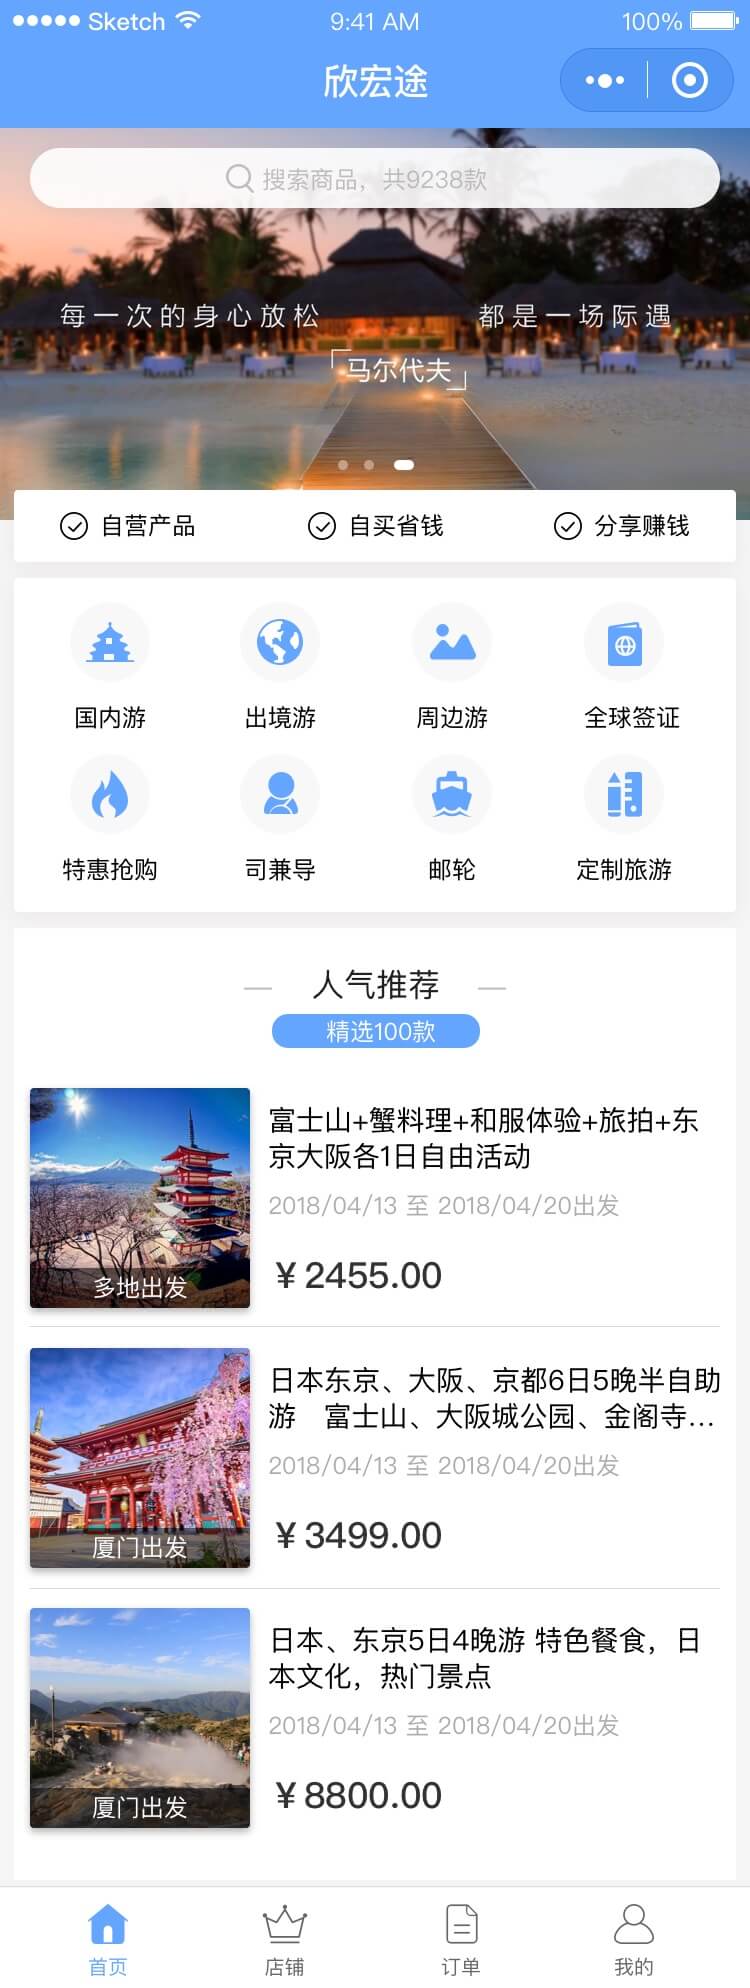 Sketch 9:41 AM 100%
欣宏途
搜索商品，共9238款
每一次的身心放松 都是一场际遇
「马尔代夫」
自营产品 自买省钱 分享赚钱
国内游 出境游 周边游 全球签证
特惠抢购 司兼导 邮轮 定制旅游
人气推荐
精选100款
富士山+蟹料理+和服体验+旅拍+东
京大阪各1日自由活动
2018/04/13 至 2018/04/20出发
¥ 2455.00
多地出发
日本东京、大阪、京都6日5晚半自助
游 富士山、大阪城公园、金阁寺...
2018/04/13 至 2018/04/20出发
¥ 3499.00
厦门出发
日本、东京5日4晚游 特色餐食，日
本文化，热门景点
2018/04/13 至 2018/04/20出发
¥ 8800.00
厦门出发
首页 店铺 订单 我的